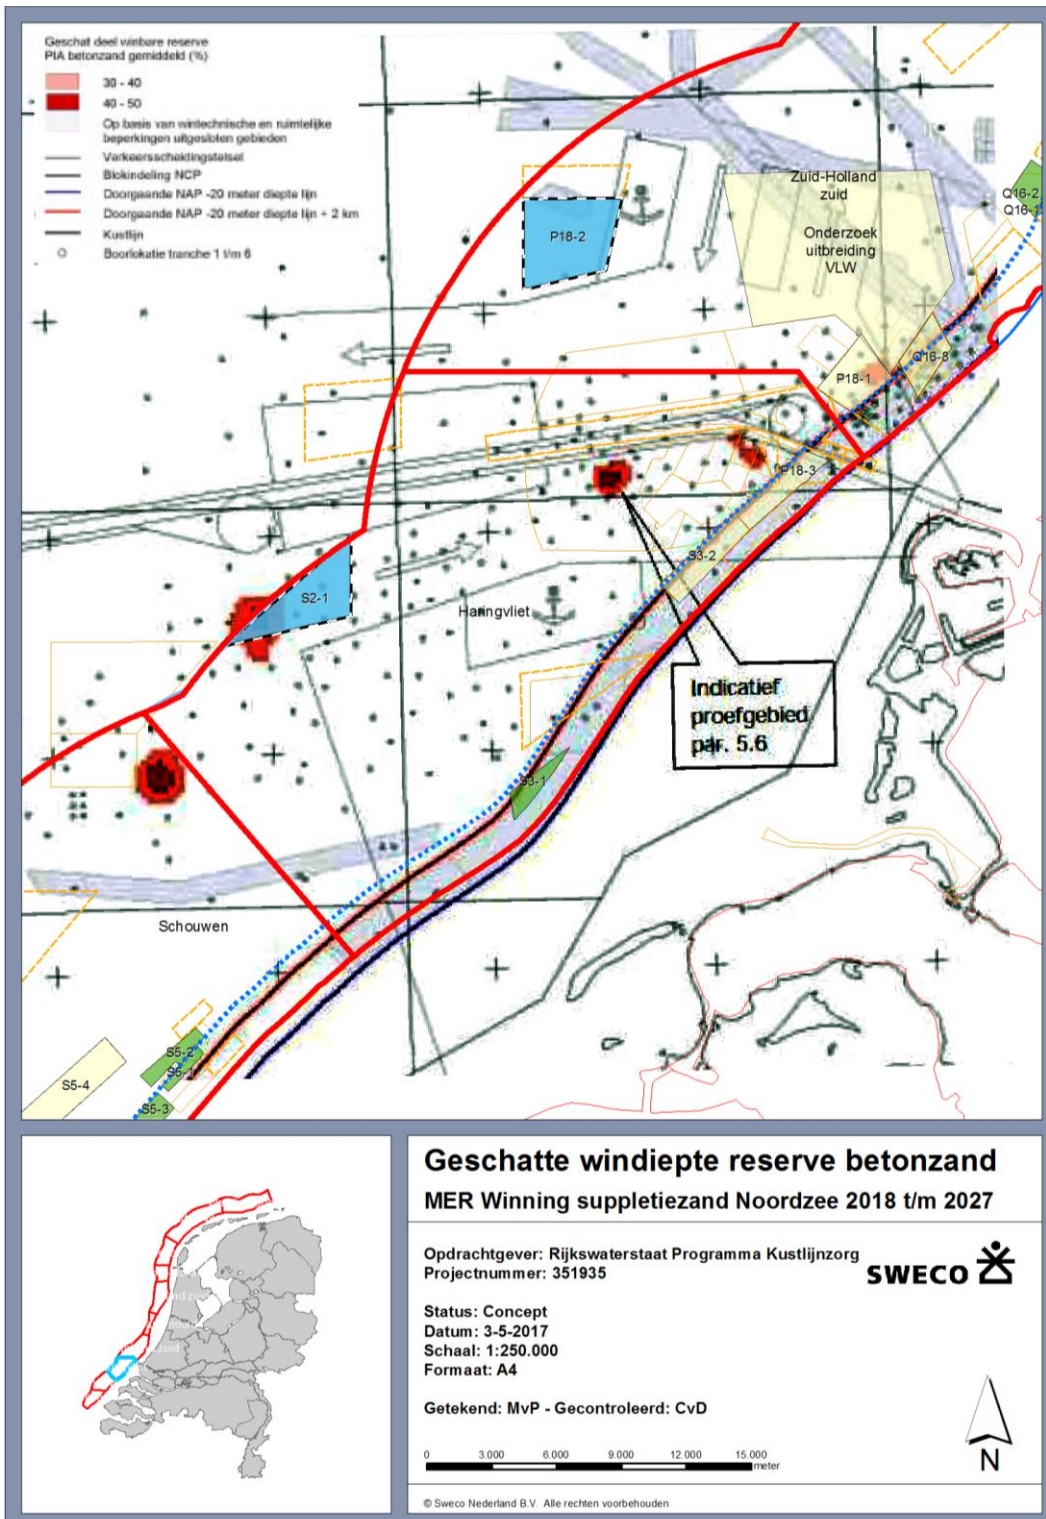 Geschat deel winbare reserve
PIA betonzand gemiddeld (%)
30 - 40
40 - 50
Op basis van wintechnische en ruimtelijke
beperkingen uitgesloten gebieden
Verkeersscheidingstelsel
Blokindeling NCP
Doorgaande NAP -20 meter diepte lijn
Doorgaande NAP -20 meter diepte lijn + 2 km
Kustlijn
Boorlokatie tranche 1 t/m 6
Zuid-Holland
zuid
Onderzoek
uitbreiding
VLW
Q16-2
Q16-1
P18-2
Q16-8
P18-1
P18-3
S3-2
S2-1
Haringvliet
Indicatief
proefgebied
par. 5.6
S3-1
Schouwen
S5-2
S5-1
S5-4
S5-3
Geschatte windiepte reserve betonzand
MER Winning suppletiezand Noordzee 2018 t/m 2027
Opdrachtgever: Rijkswaterstaat Programma Kustlijnzorg
Projectnummer: 351935
SWECO
Status: Concept
Datum: 3-5-2017
Schaal: 1:250.000
Formaat: A4
Getekend: MvP - Gecontroleerd: CvD
0 3.000 6.000 9.000 12.000 15.000
meter
N
© Sweco Nederland B.V. Alle rechten voorbehouden